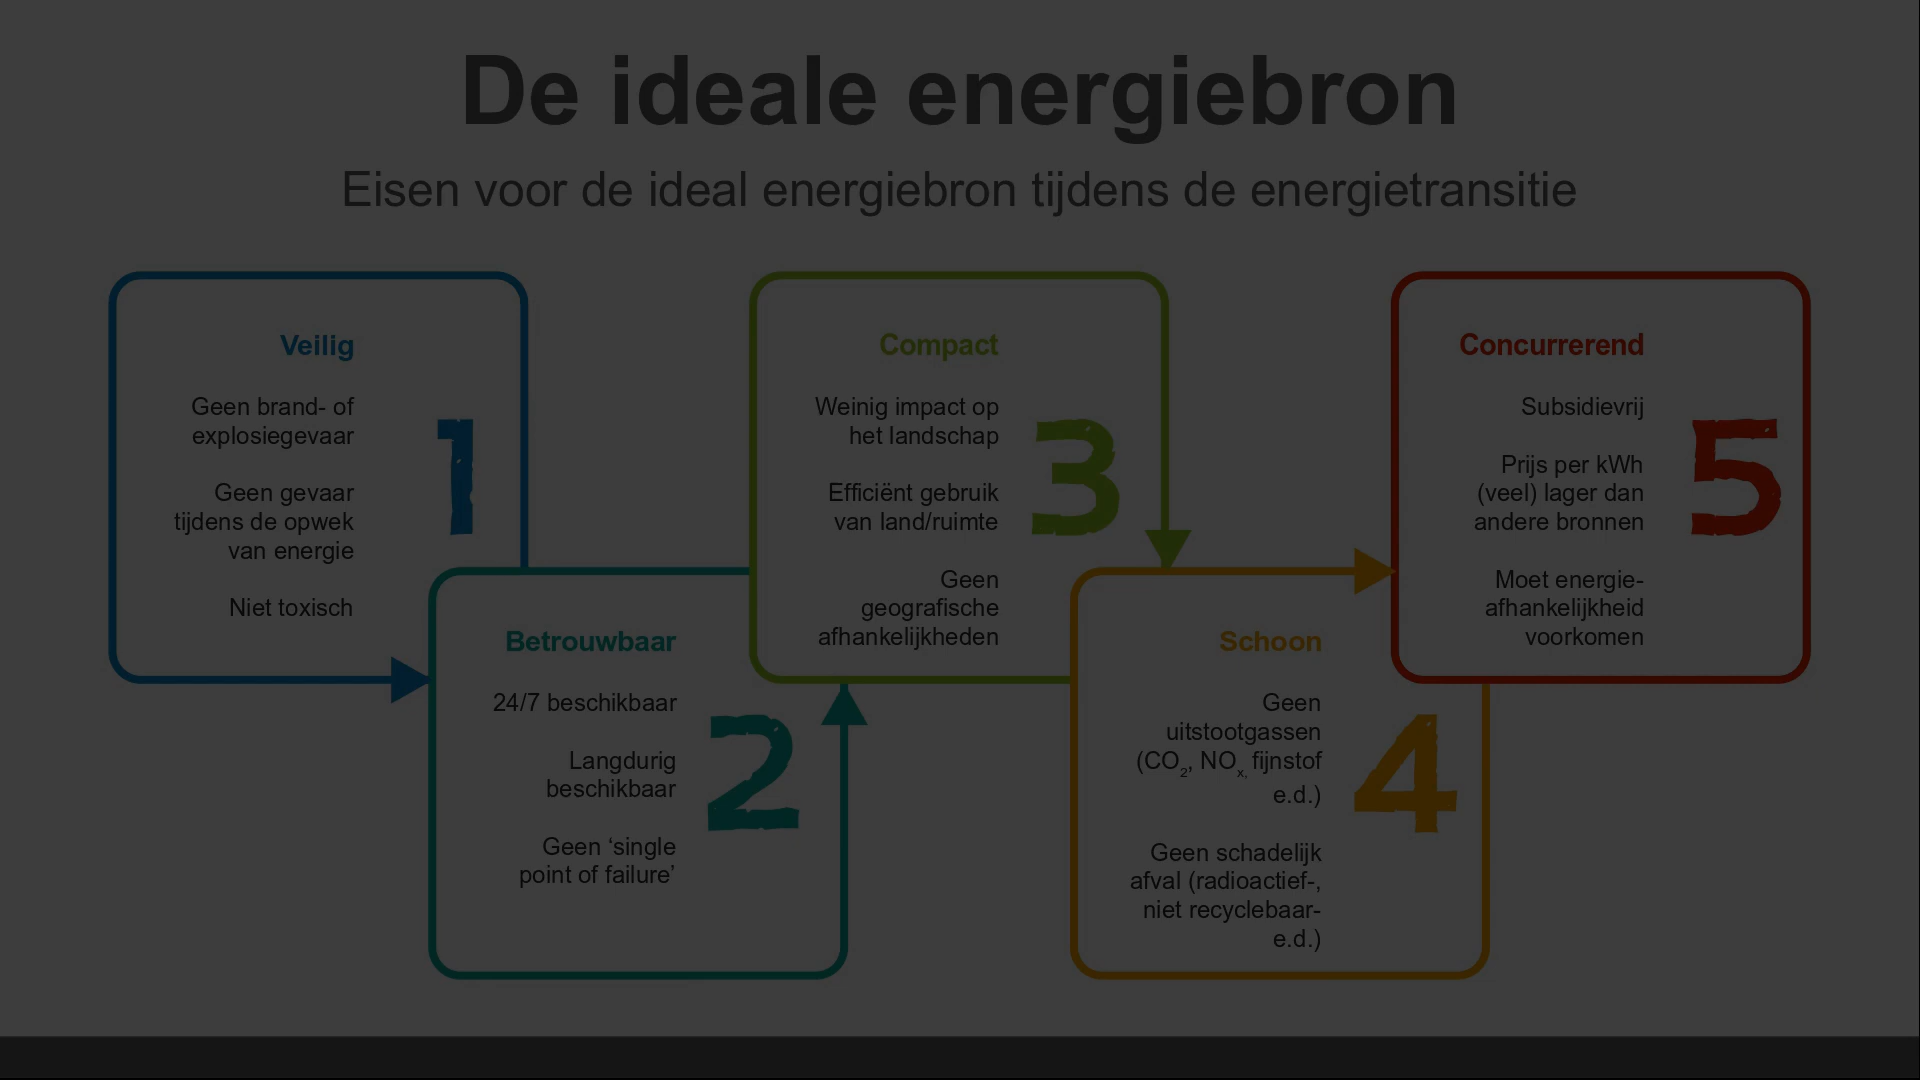 De ideale energiebron
Eisen voor de ideal energiebron tijdens de energietransitie
Veilig
Geen brand- of
explosiegevaar
Geen gevaar
tijdens de opwek
van energie
Niet toxisch
1
Betrouwbaar
24/7 beschikbaar
Langdurig
beschikbaar
Geen ‘single
point of failure’
2
Compact
Weinig impact op
het landschap
Efficiënt gebruik
van land/ruimte
Geen
geografische
afhankelijkheden
3
Schoon
Geen
uitstootgassen
(CO₂, NOₓ, fijnstof
e.d.)
Geen schadelijk
afval (radioactief-,
niet recyclebaar-
e.d.)
4
Concurrerend
Subsidievrij
Prijs per kWh
(veel) lager dan
andere bronnen
Moet energie-
afhankelijkheid
voorkomen
5